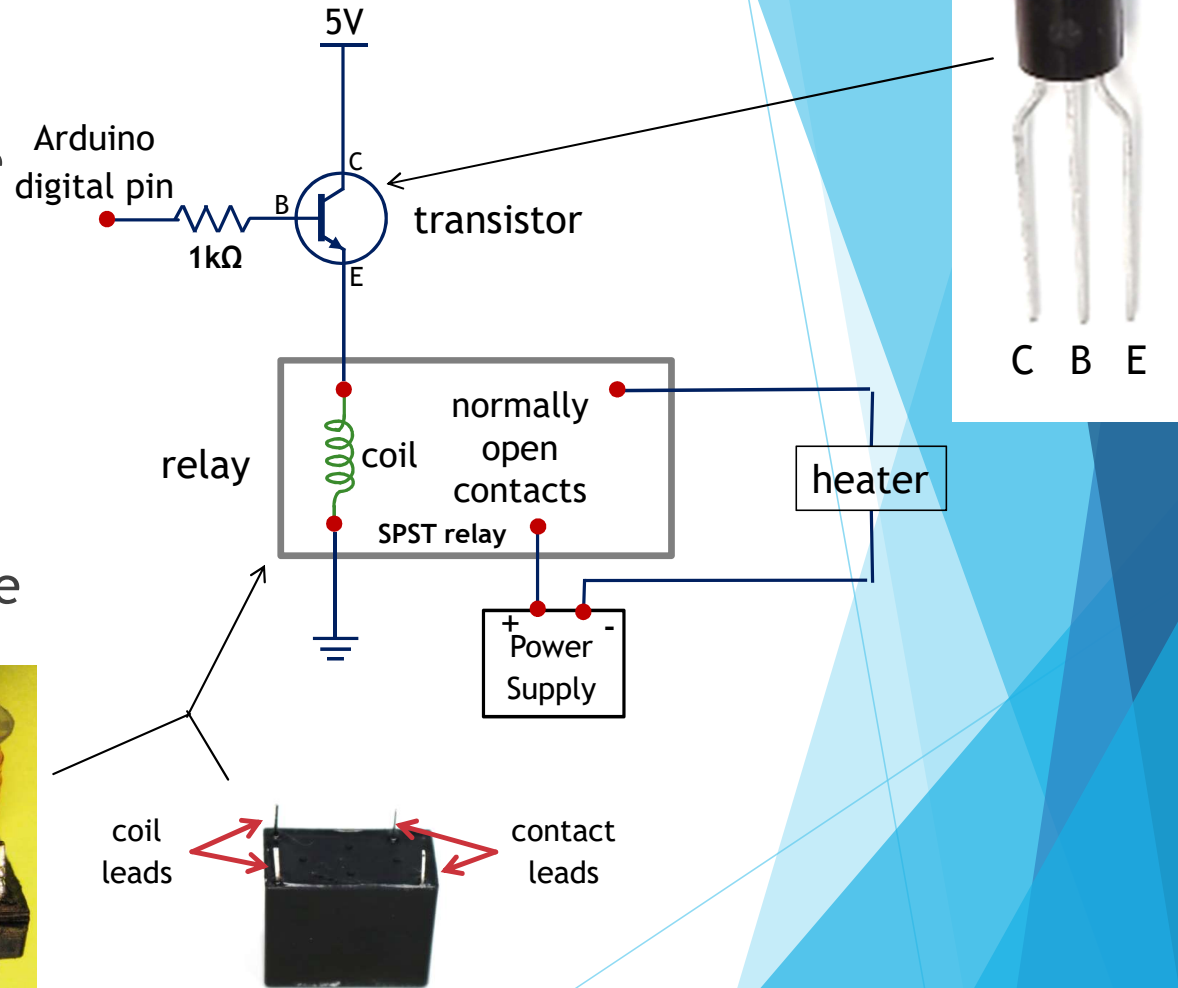 5V
Arduino
digital pin
C
B
E
1kΩ
transistor
C B E
relay
coil
normally
open
contacts
SPST relay
heater
e
+ -
Power
Supply
coil
leads
contact
leads